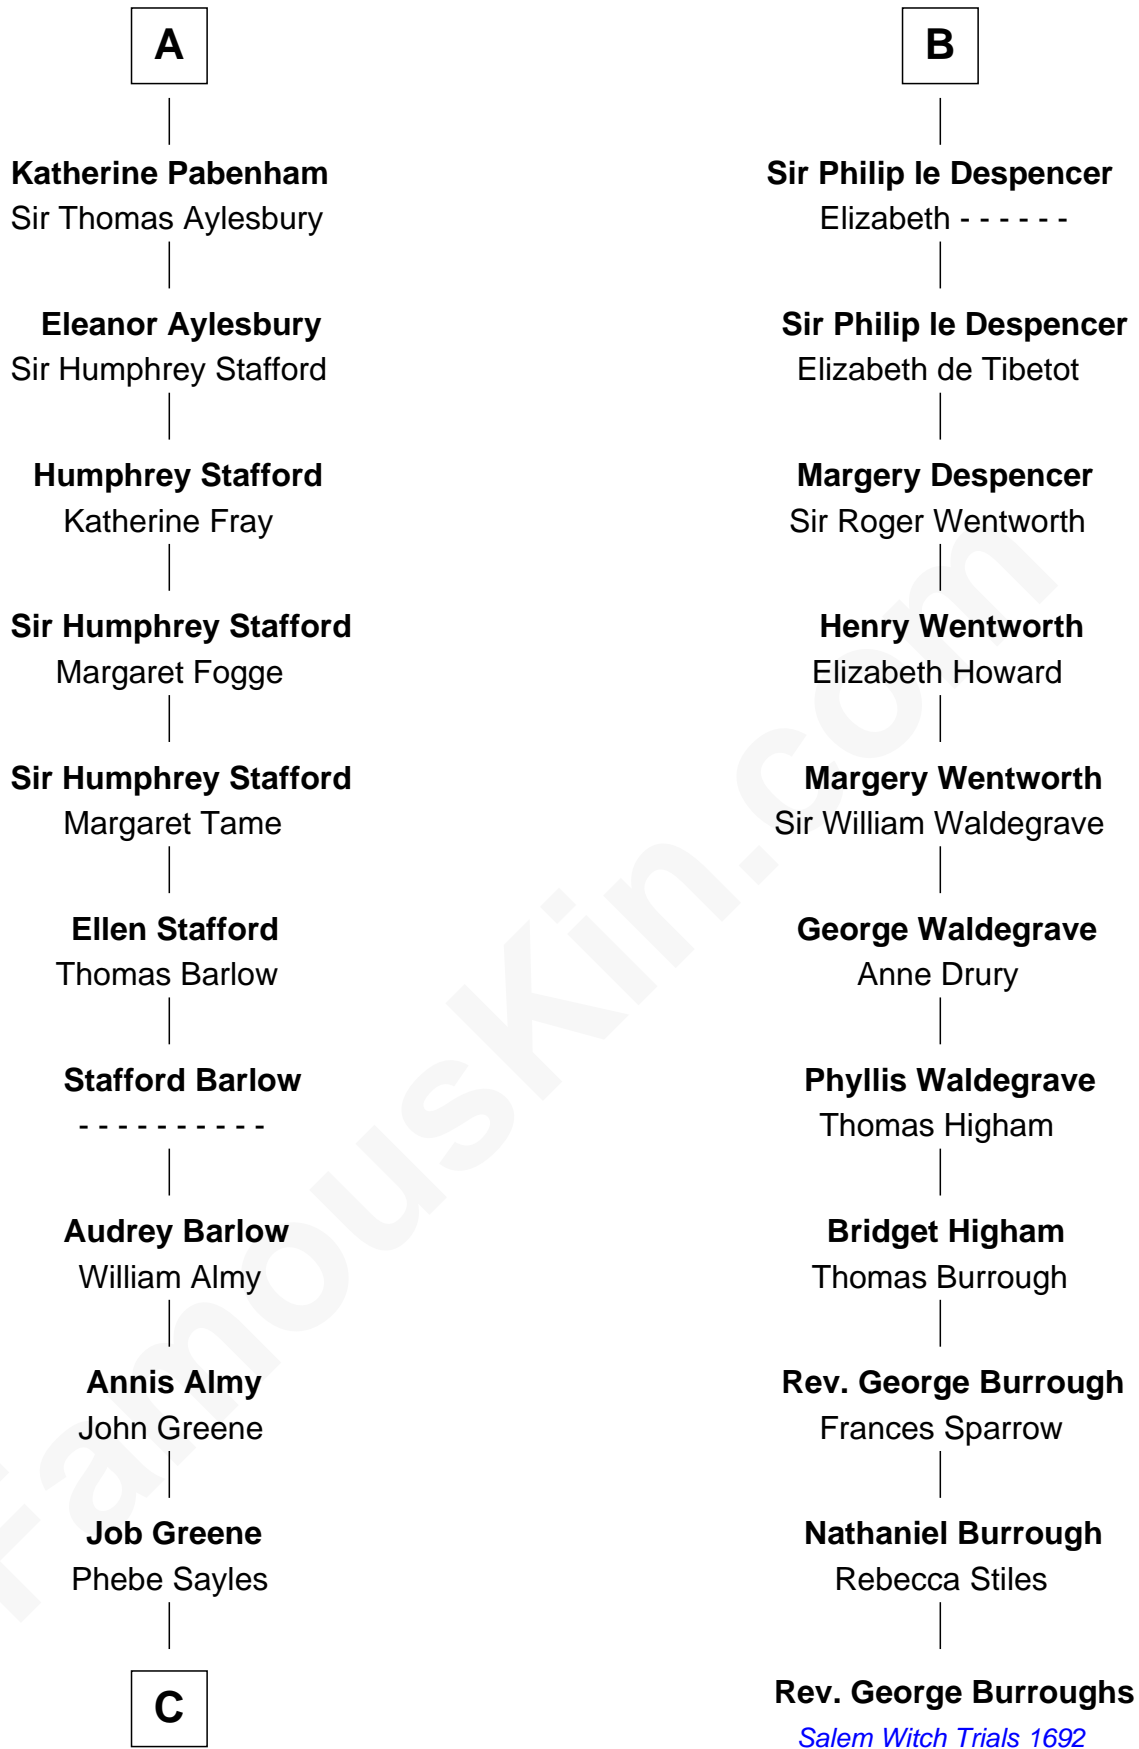 A
Katherine Pabenham
Sir Thomas Aylesbury
Eleanor Aylesbury
Sir Humphrey Stafford
Humphrey Stafford
Katherine Fray
Sir Humphrey Stafford
Margaret Fogge
Sir Humphrey Stafford
Margaret Tame
Ellen Stafford
Thomas Barlow
Stafford Barlow
- - - - - - - - - -
Audrey Barlow
William Almy
Annis Almy
John Greene
Job Greene
Phebe Sayles
C
B
Sir Philip le Despencer
Elizabeth - - - - - -
Sir Philip le Despencer
Elizabeth de Tibetot
Margery Despencer
Sir Roger Wentworth
Henry Wentworth
Elizabeth Howard
Margery Wentworth
Sir William Waldegrave
George Waldegrave
Anne Drury
Phyllis Waldegrave
Thomas Higham
Bridget Higham
Thomas Burrough
Rev. George Burrough
Frances Sparrow
Nathaniel Burrough
Rebecca Stiles
Rev. George Burroughs
Salem Witch Trials 1692
FamousKin.com